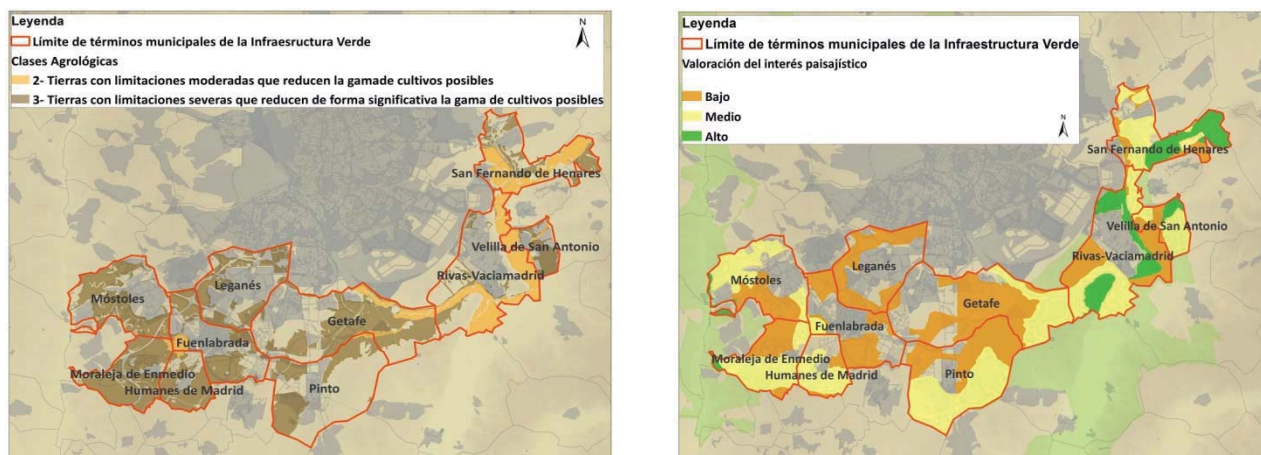 Leyenda
Límite de términos municipales de la Infraesructura Verde
N
Clases Agrológicas
2- Tierras con limitaciones moderadas que reducen la gamade cultivos posibles
3- Tierras con limitaciones severas que reducen de forma significativa la gama de cultivos posibles
San Fernando de Henares
Velilla de San Antonio
Rivas-Vaciamadrid
Leganés
Móstoles
Getafe
Fuenlabrada
Moraleja de Enmedio
Humanes de Madrid
Pinto
Leyenda
Límite de términos municipales de la Infraestructura Verde
Valoración del interés paisajístico
Bajo
Medio
Alto
N
San Fernando de Henares
Velilla de San Antonio
Rivas-Vaciamadrid
Leganés
Móstoles
Getafe
Fuenlabrada
Moraleja de Enmedio
Humanes de Madrid
Pinto